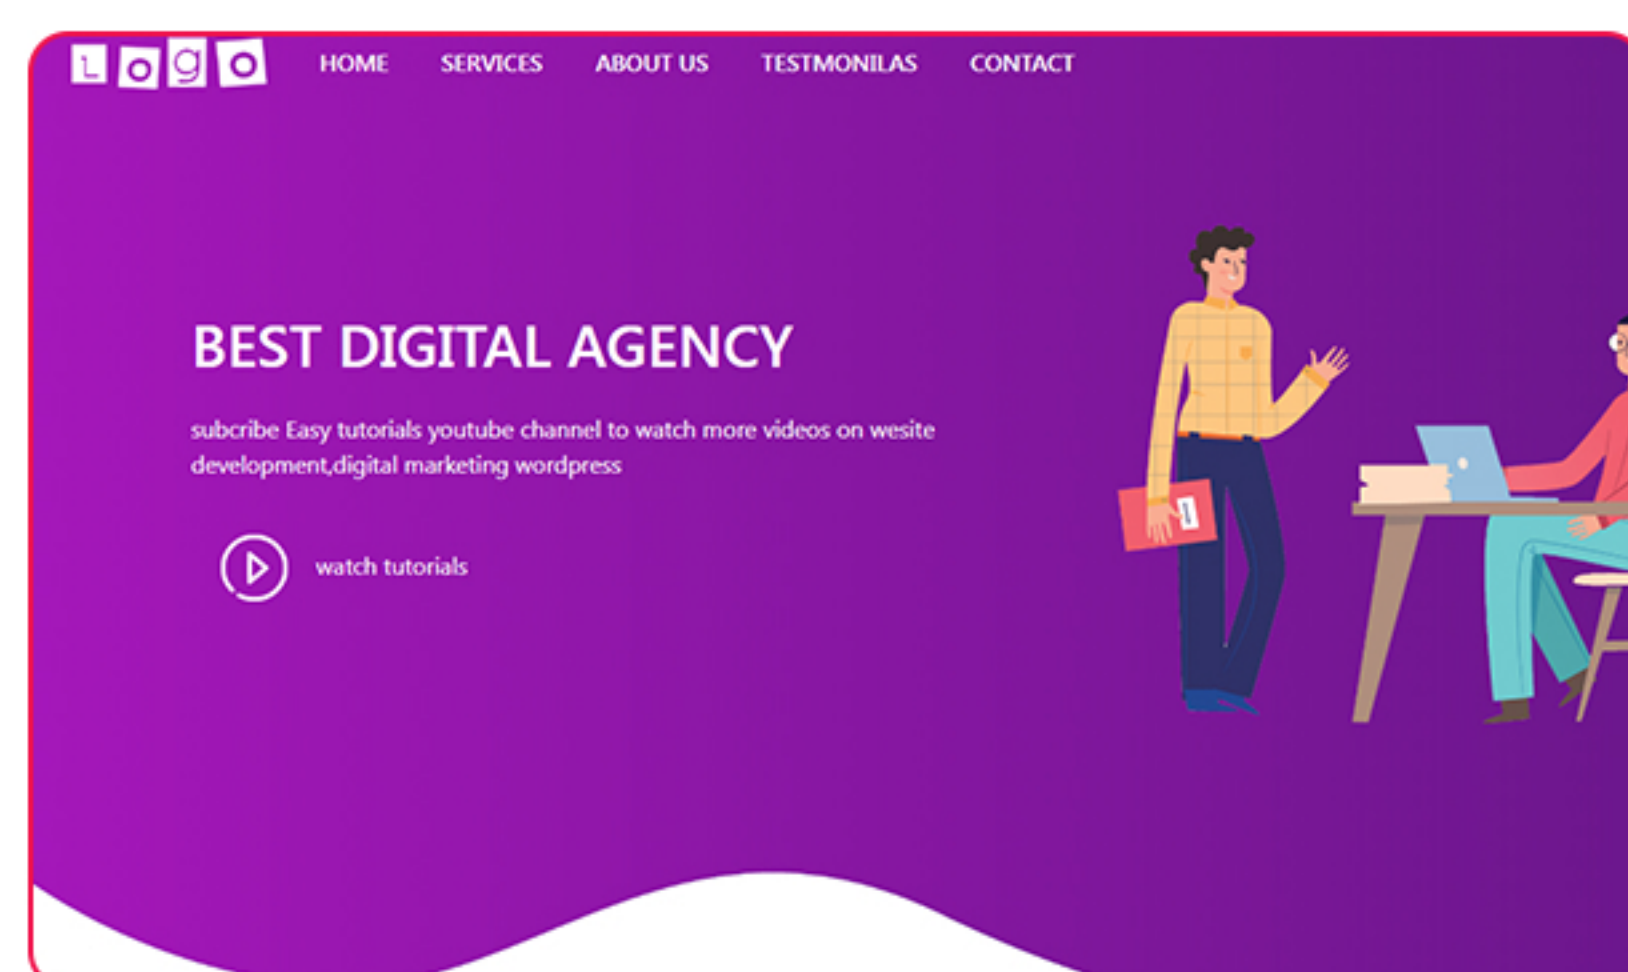 Logo HOME SERVICES ABOUT US TESTMONILAS CONTACT
BEST DIGITAL AGENCY
subcribe Easy tutorials youtube channel to watch more videos on wesite
development,digital marketing wordpress
watch tutorials